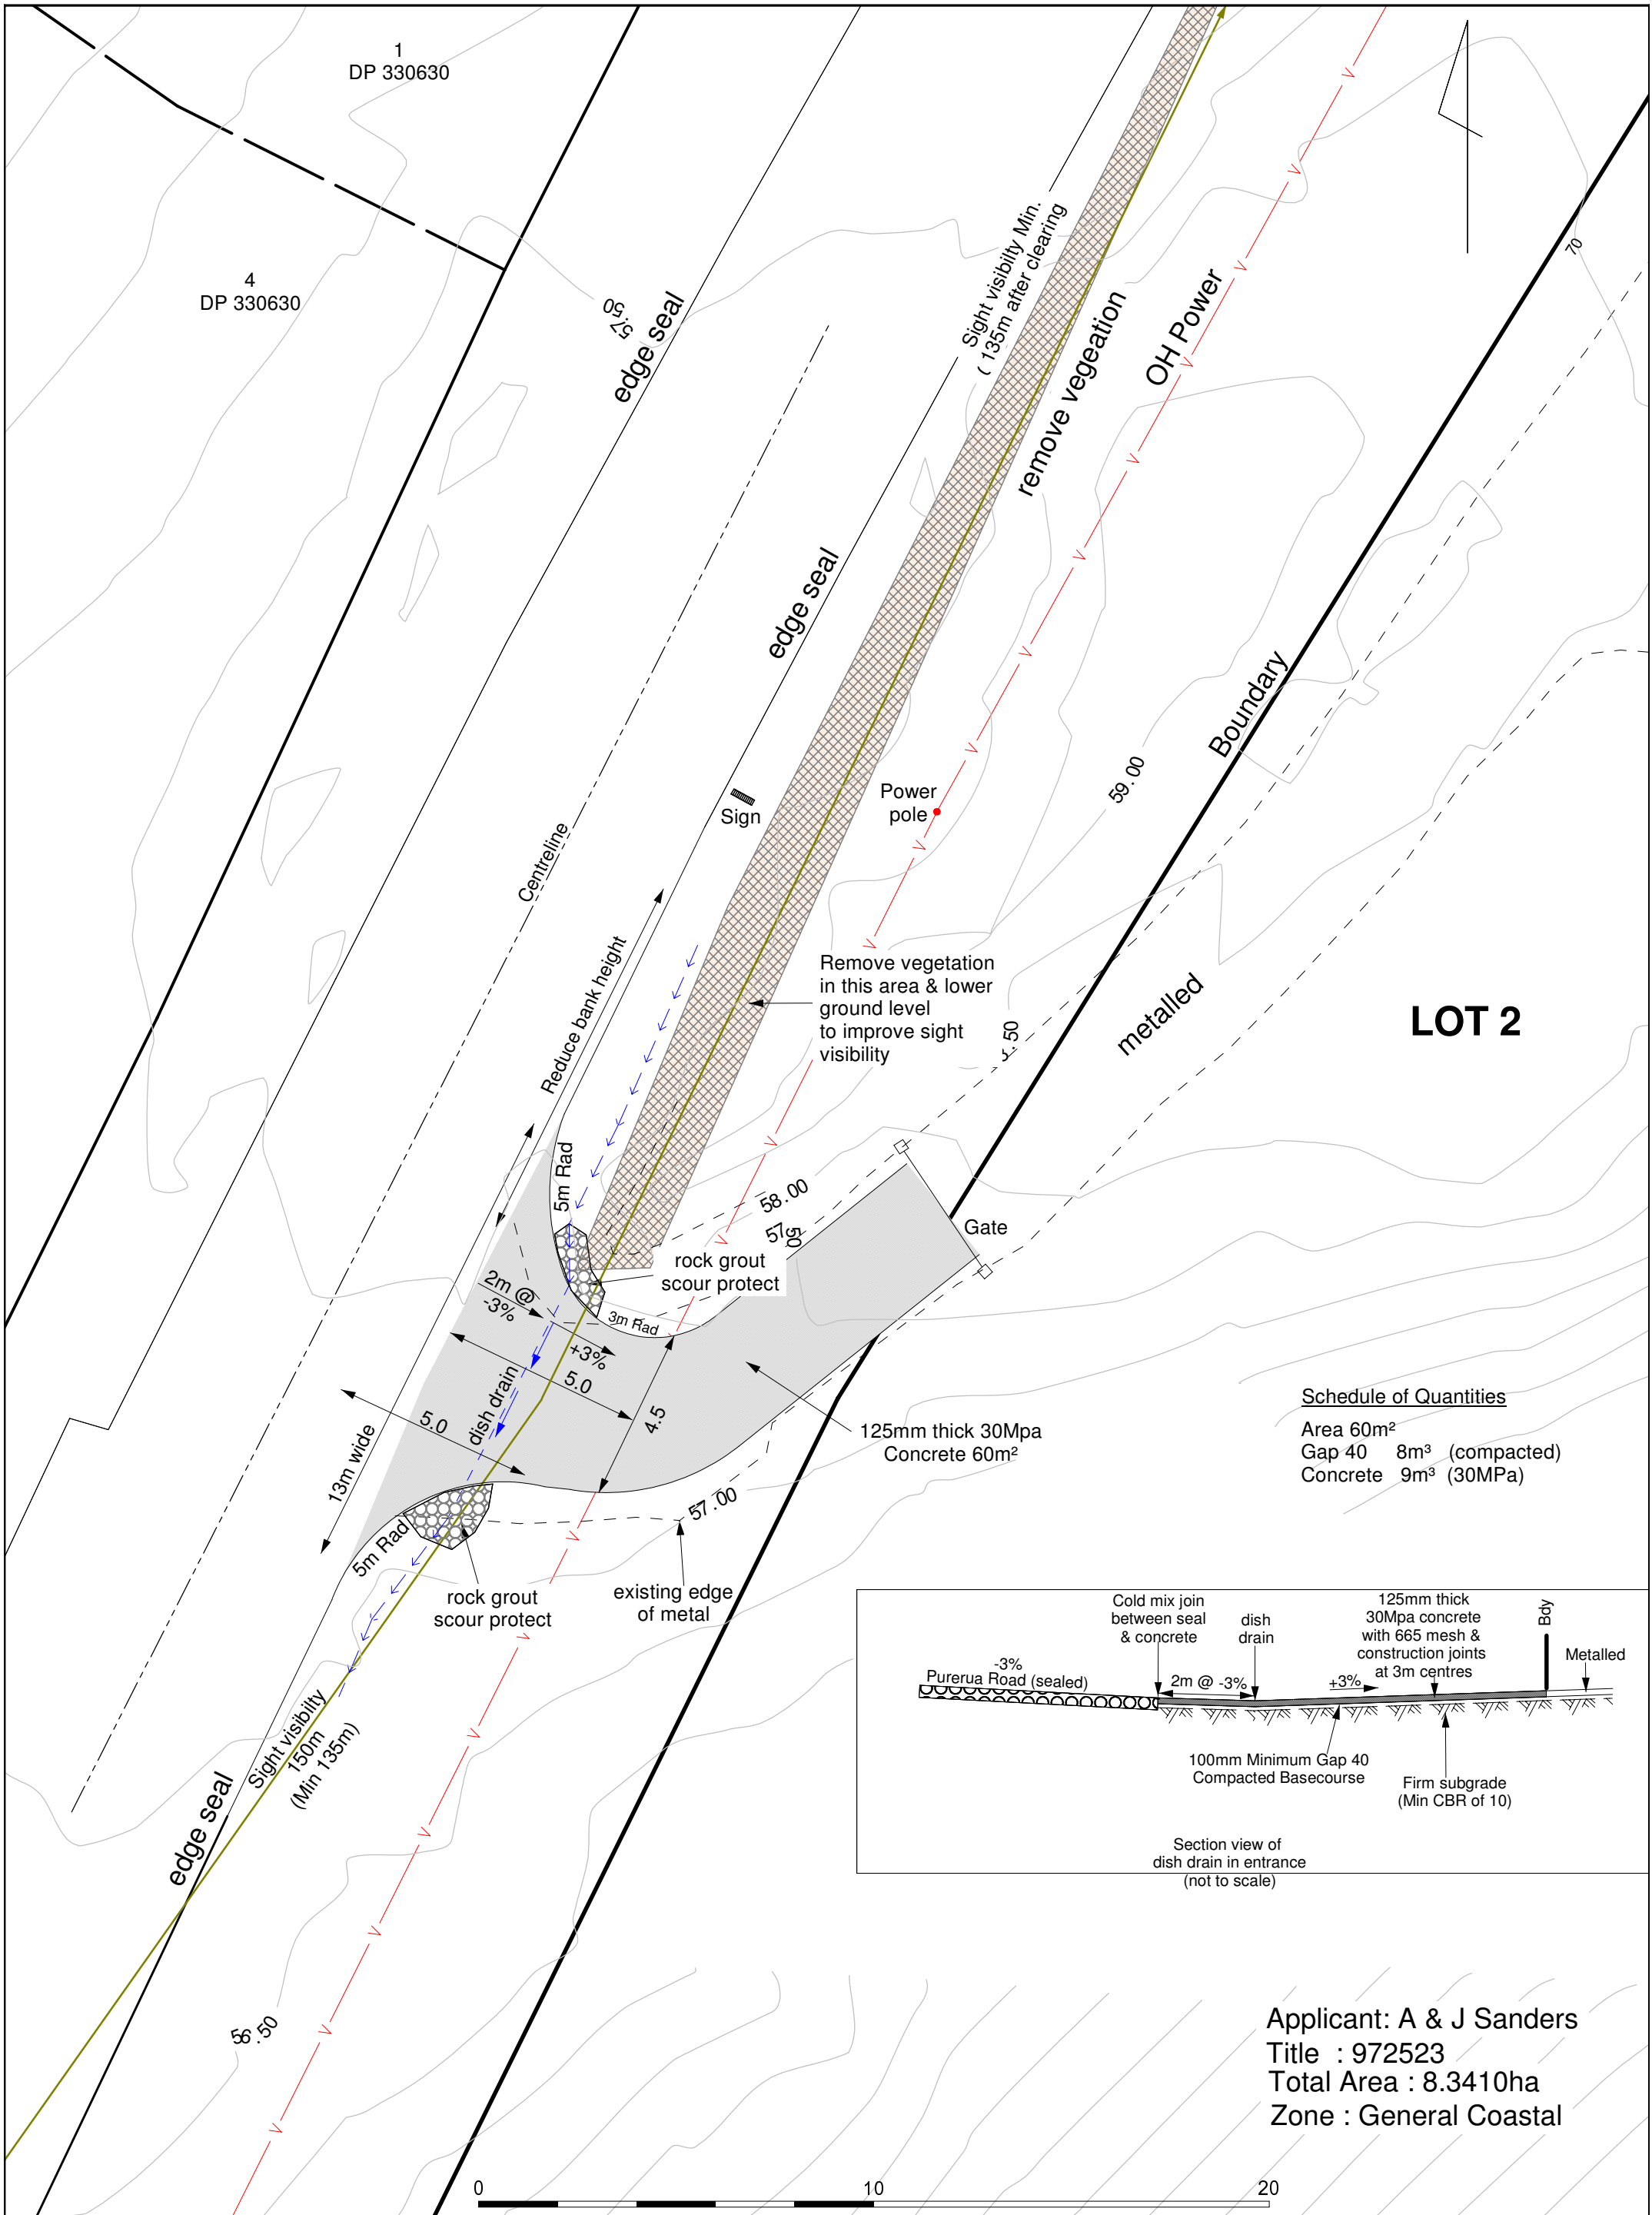 1
DP 330630
4
DP 330630
57.50
edge seal
Sight visibilty Min.
( 135m after clearing
remove vegeation
OH Power
70
edge seal
Boundary
Sign
Power
pole
59.00
Centreline
Reduce bank height
Remove vegetation
in this area & lower
ground level
to improve sight
visibility
.50
metalled
LOT 2
5m Rad
58.00
57.50
Gate
rock grout
scour protect
2m @
-3%
3m Rad
+3%
5.0
dish drain
4.5
5.0
13m wide
125mm thick 30Mpa
Concrete 60m²
Schedule of Quantities
Area 60m²
Gap 40 8m³ (compacted)
Concrete 9m³ (30MPa)
57.00
5m Rad
rock grout
scour protect
existing edge
of metal
Cold mix join
between seal
& concrete
dish
drain
125mm thick
30Mpa concrete
with 665 mesh &
construction joints
at 3m centres
Bdy
Metalled
-3%
Purerua Road (sealed)
2m @ -3%
+3%
100mm Minimum Gap 40
Compacted Basecourse
Firm subgrade
(Min CBR of 10)
Section view of
dish drain in entrance
(not to scale)
Sight visibilty
150m
(Min 135m)
edge seal
56.50
Applicant: A & J Sanders
Title : 972523
Total Area : 8.3410ha
Zone : General Coastal
0 10 20